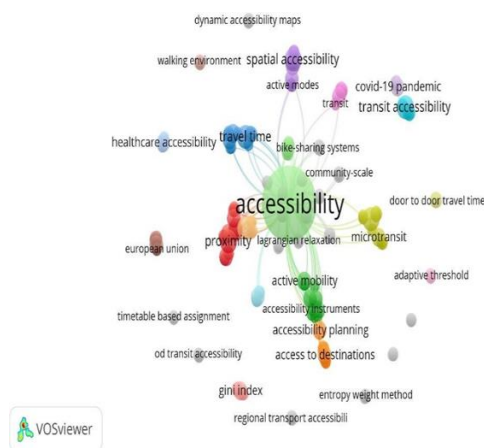 dynamic accessibility maps
walking environment
spatial accessibility
active modes
covid-19 pandemic
transit
transit accessibility
travel time
healthcare accessibility
bike-sharing systems
community-scale
accessibility
door to door travel time
proximity
lagrangian relaxation
microtransit
european union
adaptive threshold
active mobility
accessibility instruments
timetable based assignment
accessibility planning
od transit accessibility
access to destinations
gini index
entropy weight method
regional transport accessibili
VOSviewer